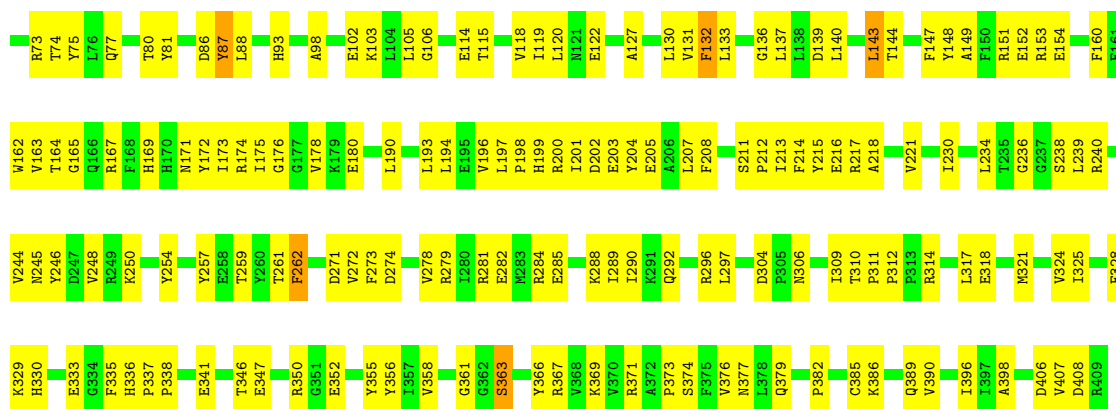 R73 T74 Y75 L76 Q77 T80 Y81 D86 Y87 L88 H93 A98 E102 K103 L104 L105 G106 E114 T115 V118 I119 L120 N121 E122 A127 L130 V131 F132 L133 G136 L137 L138 D139 L140 L143 T144 F147 Y148 A149 F150 R151 E152 R153 F160 E161
W162 V163 T164 G165 Q166 R167 F168 H169 H170 N171 Y172 I173 R174 I175 G176 G177 V178 K179 E180 L190 L193 L194 E195 V196 L197 P198 H199 R200 I201 D202 E203 Y204 E205 A206 L207 F208 S211 P212 I213 F214 Y215 E216 R217 A218 V221 I230 L234 T235 G236 G237 S238 L239 R240
V244 N245 Y246 D247 V248 R249 K250 Y254 Y257 E258 T259 Y260 T261 F262 D271 V272 F273 D274 V278 R279 I280 R281 E282 M283 R284 E285 K288 I289 I290 K291 Q292 R296 L297 D304 P305 N306 I309 T310 P311 P312 P313 R314 L317 E318 M321 V324 I325
K329 H330 E333 G334 F335 H336 P337 P338 E341 T346 E347 R350 G351 E352 Y355 Y356 I357 V358 G361 G362 S363 Y366 R367 V368 K369 V370 R371 A372 P373 S374 F375 V376 N377 L378 Q379 P382 C385 K386 Q389 V390 I396 I397 A398 D406 V407 D408 R409